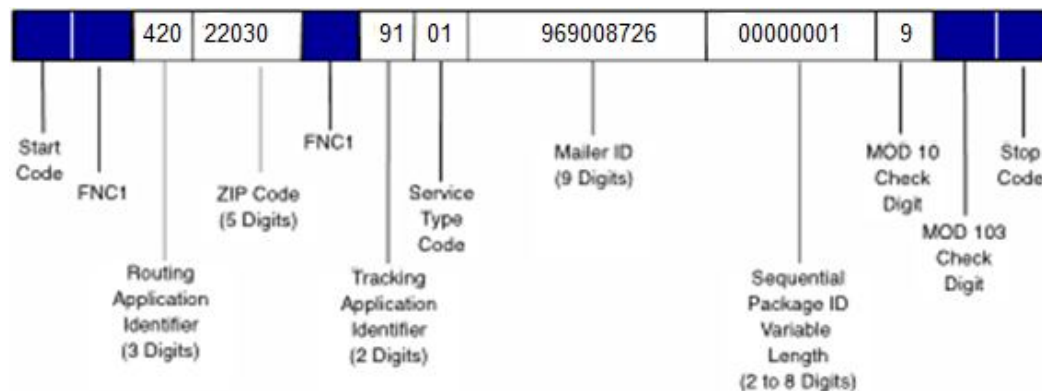 420 22030 91 01 969008726 00000001 9
Start
Code
FNC1
Routing
Application
Identifier
(3 Digits)
ZIP Code
(5 Digits)
FNC1
Tracking
Application
Identifier
(2 Digits)
Service
Type
Code
Mailer ID
(9 Digits)
Sequential
Package ID
Variable
Length
(2 to 8 Digits)
MOD 10
Check
Digit
MOD 103
Check
Digit
Stop
Code